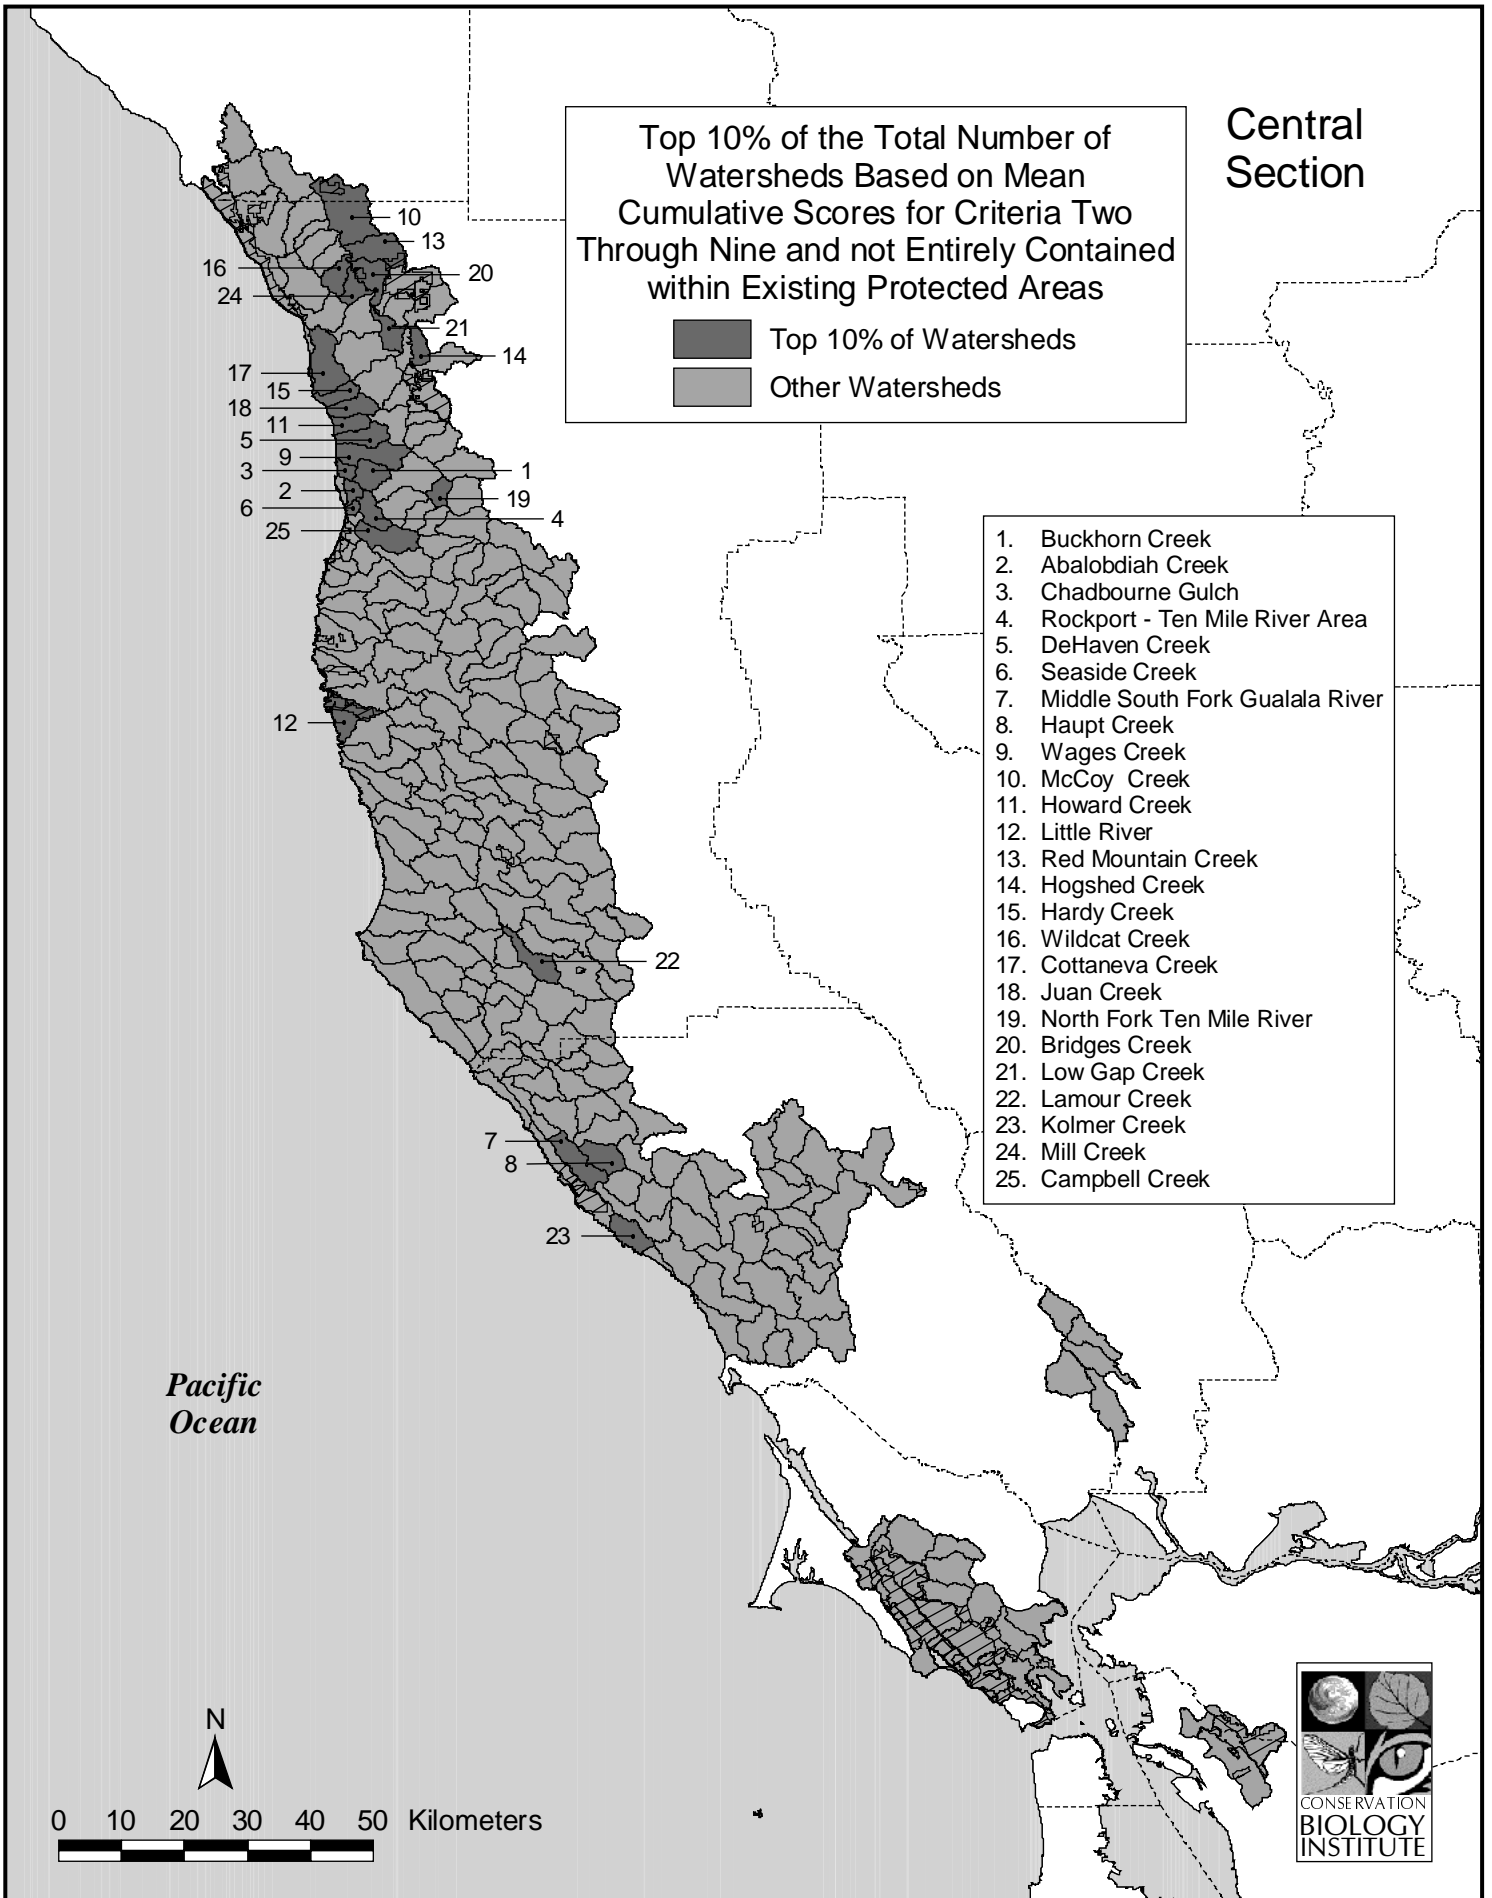 Central
Section
Top 10% of the Total Number of
Watersheds Based on Mean
Cumulative Scores for Criteria Two
Through Nine and not Entirely Contained
within Existing Protected Areas
Top 10% of Watersheds
Other Watersheds
10
13
16
20
24
21
14
17
15
18
11
5
9
3
1
2
19
6
4
25
12
22
7
8
23
1. Buckhorn Creek
2. Abalobdiah Creek
3. Chadbourne Gulch
4. Rockport - Ten Mile River Area
5. DeHaven Creek
6. Seaside Creek
7. Middle South Fork Gualala River
8. Haupt Creek
9. Wages Creek
10. McCoy Creek
11. Howard Creek
12. Little River
13. Red Mountain Creek
14. Hogshed Creek
15. Hardy Creek
16. Wildcat Creek
17. Cottaneva Creek
18. Juan Creek
19. North Fork Ten Mile River
20. Bridges Creek
21. Low Gap Creek
22. Lamour Creek
23. Kolmer Creek
24. Mill Creek
25. Campbell Creek
Pacific
Ocean
N
0 10 20 30 40 50 Kilometers
CONSERVATION
BIOLOGY
INSTITUTE